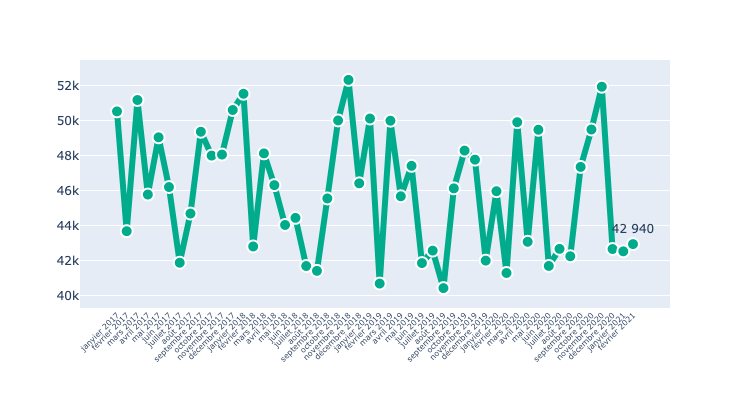 52k
50k
48k
46k
44k
42k
40k
42 940
janvier 2017
février 2017
mars 2017
avril 2017
mai 2017
juin 2017
juillet 2017
août 2017
septembre 2017
octobre 2017
novembre 2017
décembre 2017
janvier 2018
février 2018
mars 2018
avril 2018
mai 2018
juin 2018
juillet 2018
août 2018
septembre 2018
octobre 2018
novembre 2018
décembre 2018
janvier 2019
février 2019
mars 2019
avril 2019
mai 2019
juin 2019
juillet 2019
août 2019
septembre 2019
octobre 2019
novembre 2019
décembre 2019
janvier 2020
février 2020
mars 2020
avril 2020
mai 2020
juin 2020
juillet 2020
août 2020
septembre 2020
octobre 2020
novembre 2020
décembre 2020
janvier 2021
février 2021